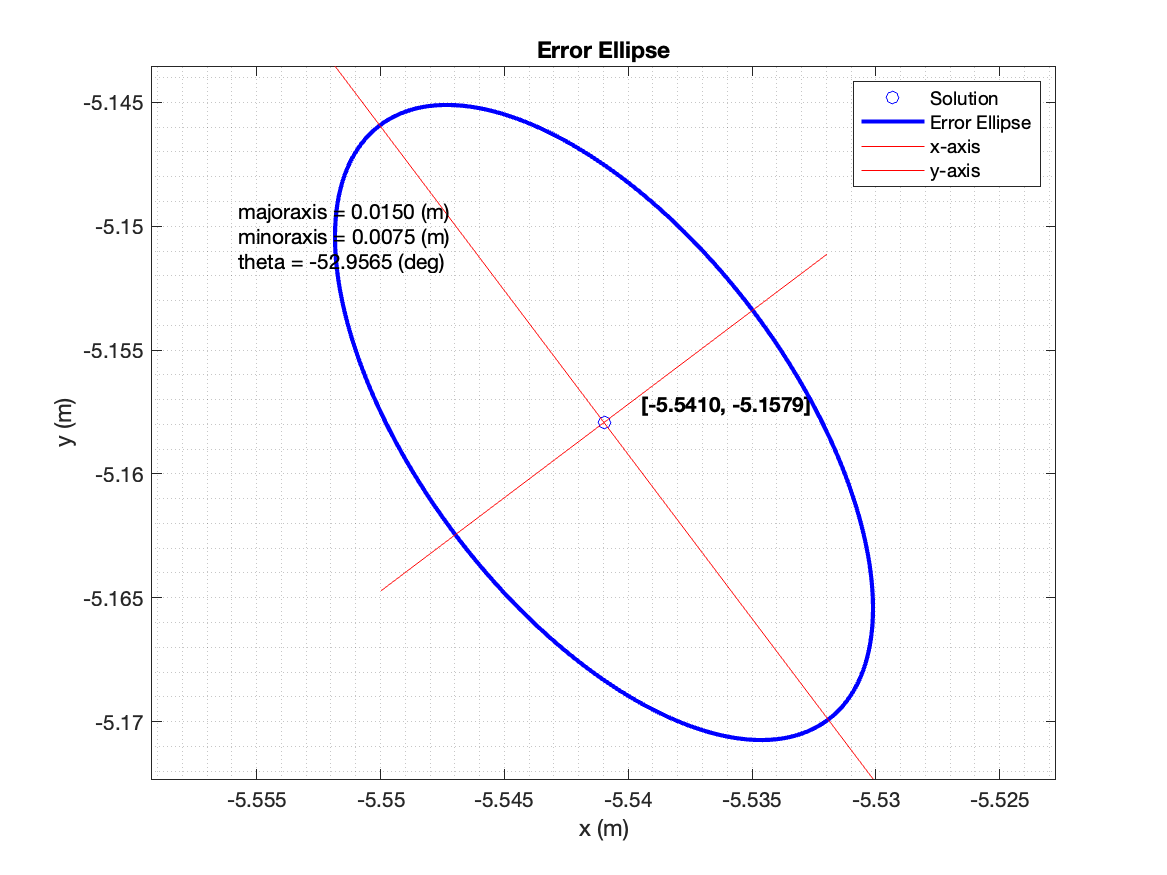 Error Ellipse
Solution
Error Ellipse
x-axis
y-axis
majoraxis = 0.0150 (m)
minoraxis = 0.0075 (m)
theta = -52.9565 (deg)
[-5.5410, -5.1579]
y (m)
-5.145
-5.15
-5.155
-5.16
-5.165
-5.17
-5.555
-5.55
-5.545
-5.54
-5.535
-5.53
-5.525
x (m)